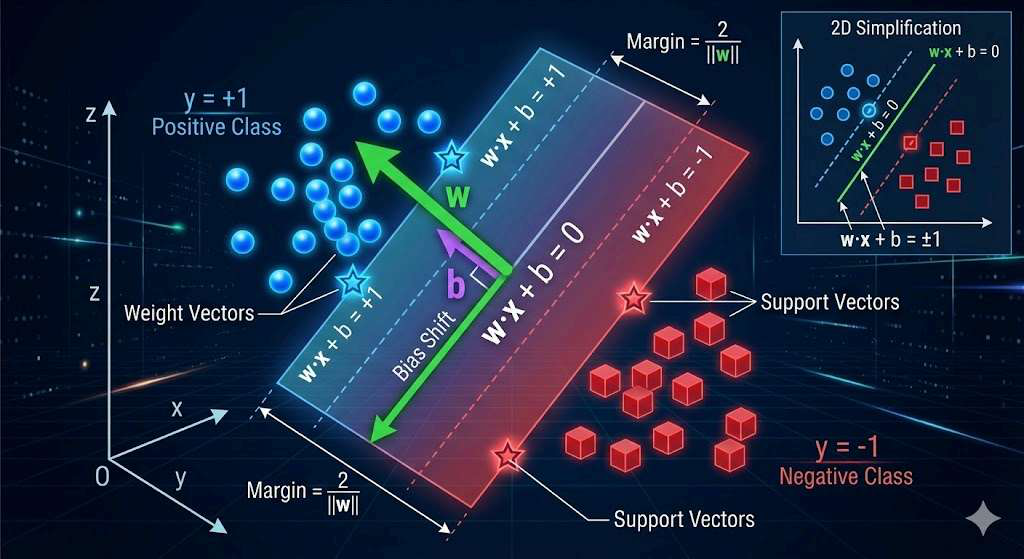 y = +1
Positive Class
z
z
x
y
0
Weight Vectors
w·x + b = +1
w·x + b = +1
w
b
Bias Shift
w·x + b = 0
w·x + b = -1
Margin = 2
||w||
Margin = 2
||w||
Support Vectors
Support Vectors
y = -1
Negative Class
2D Simplification
w·x + b = 0
w·x + b = 0
w·x + b = ±1